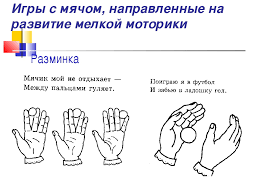 Игры с мячом, направленные на
развитие мелкой моторики
Разминка
Мячик мой не отдыхает —
Между пальцами гуляет.
Поиграю я в футбол
И забью в ладошку гол.